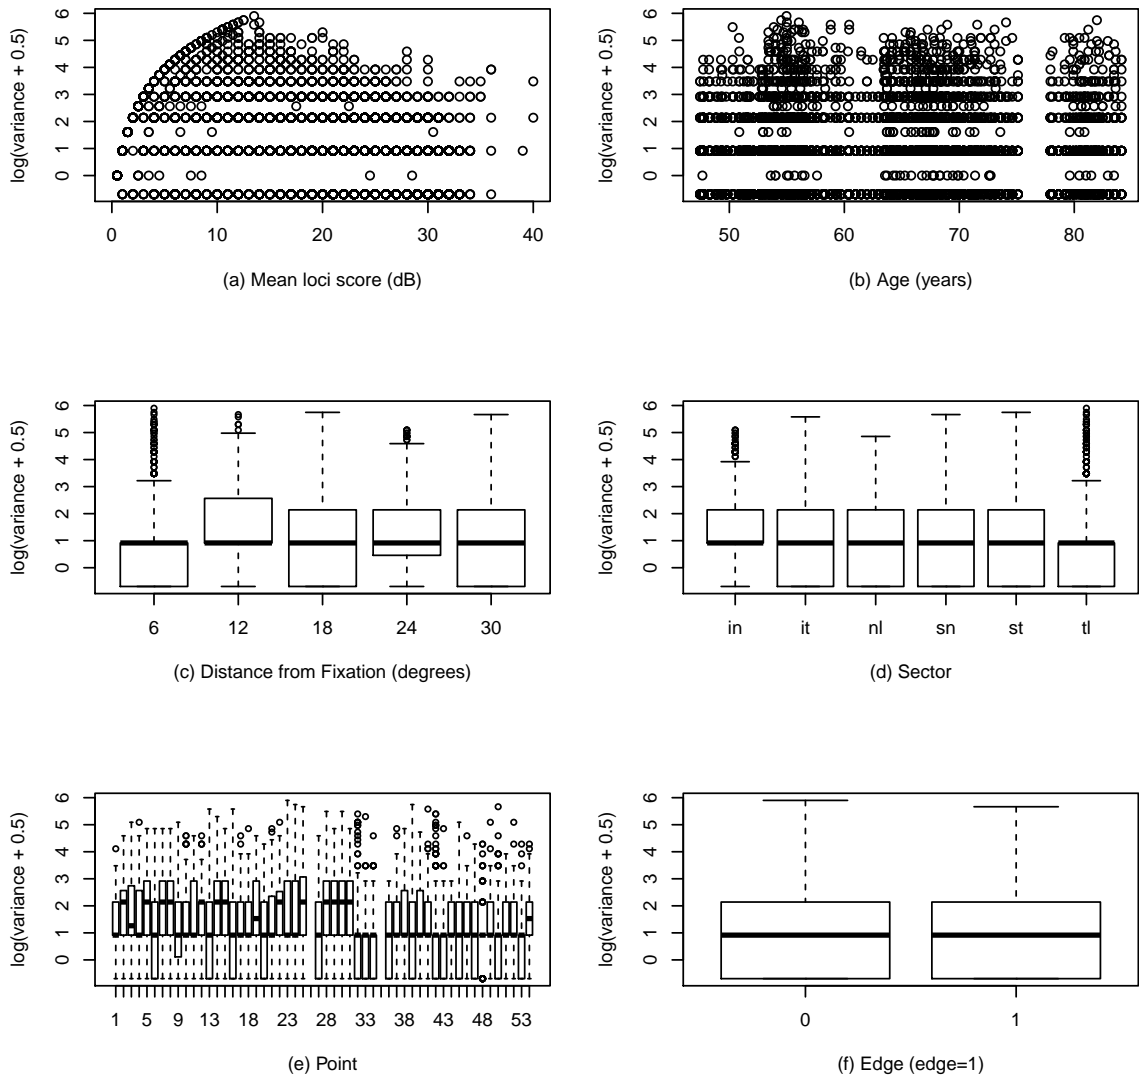 log(variance + 0.5)
6
5
4
3
2
1
0
0 10 20 30 40
(a) Mean loci score (dB)
log(variance + 0.5)
6
5
4
3
2
1
0
50 60 70 80
(b) Age (years)
log(variance + 0.5)
6
5
4
3
2
1
0
6 12 18 24 30
(c) Distance from Fixation (degrees)
log(variance + 0.5)
6
5
4
3
2
1
0
in it nl sn st tl
(d) Sector
log(variance + 0.5)
6
5
4
3
2
1
0
1 5 9 13 18 23 28 33 38 43 48 53
(e) Point
log(variance + 0.5)
6
5
4
3
2
1
0
0 1
(f) Edge (edge=1)